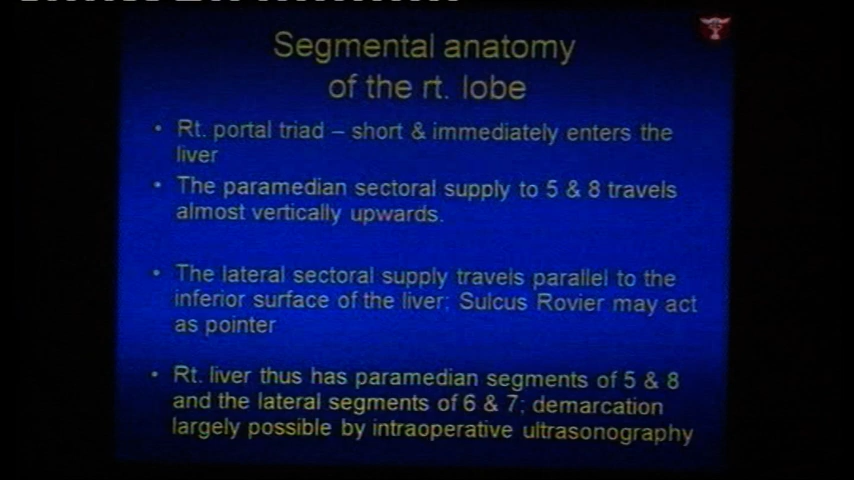 Segmental anatomy
of the rt. lobe
• Rt. portal triad – short & immediately enters the
liver
• The paramedian sectoral supply to 5 & 8 travels
almost vertically upwards.
• The lateral sectoral supply travels parallel to the
inferior surface of the liver; Sulcus Rovier may act
as pointer
• Rt. liver thus has paramedian segments of 5 & 8
and the lateral segments of 6 & 7; demarcation
largely possible by intraoperative ultrasonography